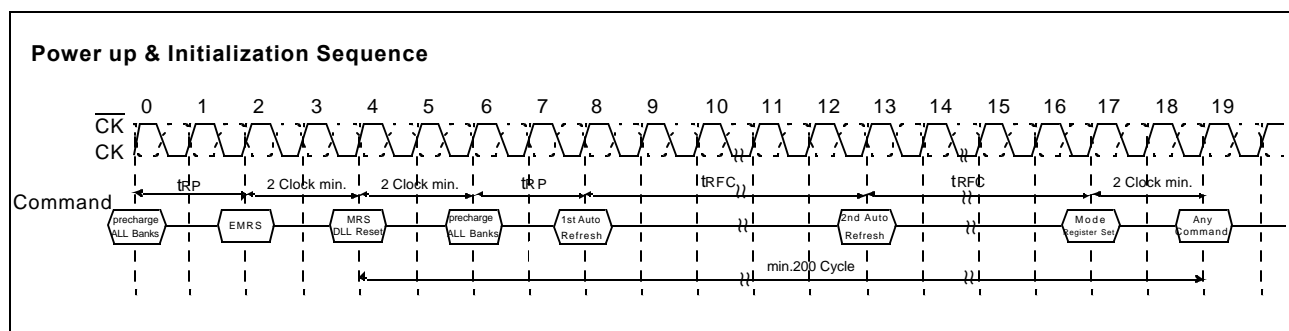 Power up & Initialization Sequence
0 1 2 3 4 5 6 7 8 9 10 11 12 13 14 15 16 17 18 19
CK
CK
tRP 2 Clock min. 2 Clock min. tRP tRFC tRFC 2 Clock min.
Command
precharge ALL Banks
EMRS
MRS DLL Reset
precharge ALL Banks
1st Auto Refresh
2nd Auto Refresh
Mode Register Set
Any Command
min.200 Cycle